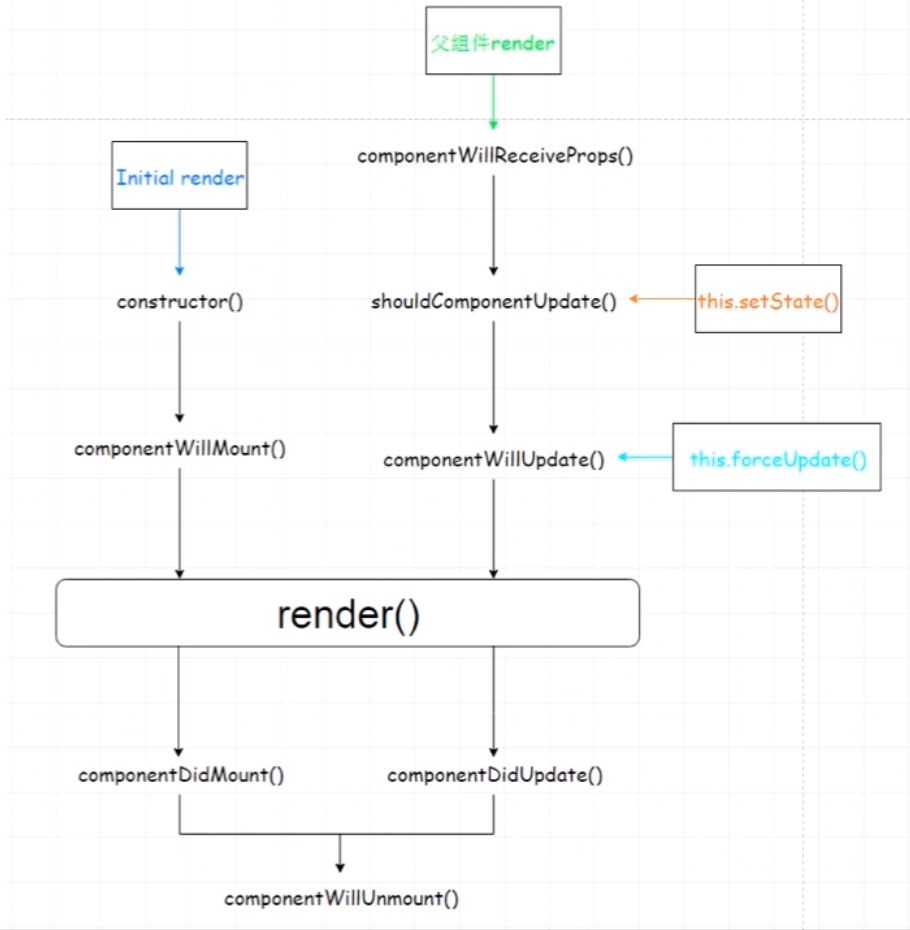 父组件render
componentWillReceiveProps()
Initial render
constructor()
shouldComponentUpdate()
this.setState()
componentWillMount()
componentWillUpdate()
this.forceUpdate()
render()
componentDidMount()
componentDidUpdate()
componentWillUnmount()